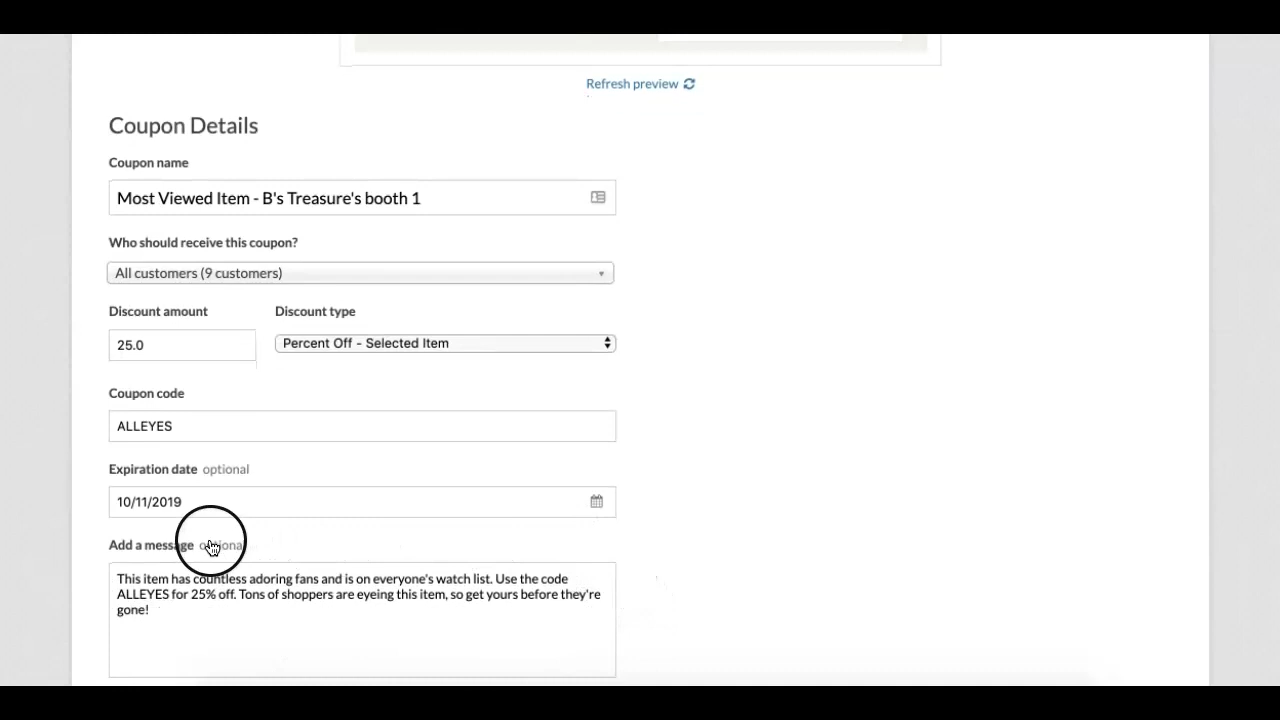 Refresh preview
Coupon Details
Coupon name
Most Viewed Item - B's Treasure's booth 1
Who should receive this coupon?
All customers (9 customers)
Discount amount
Discount type
25.0
Percent Off - Selected Item
Coupon code
ALLEYES
Expiration date optional
10/11/2019
Add a message optional
This item has countless adoring fans and is on everyone's watch list. Use the code
ALLEYES for 25% off. Tons of shoppers are eyeing this item, so get yours before they're
gone!